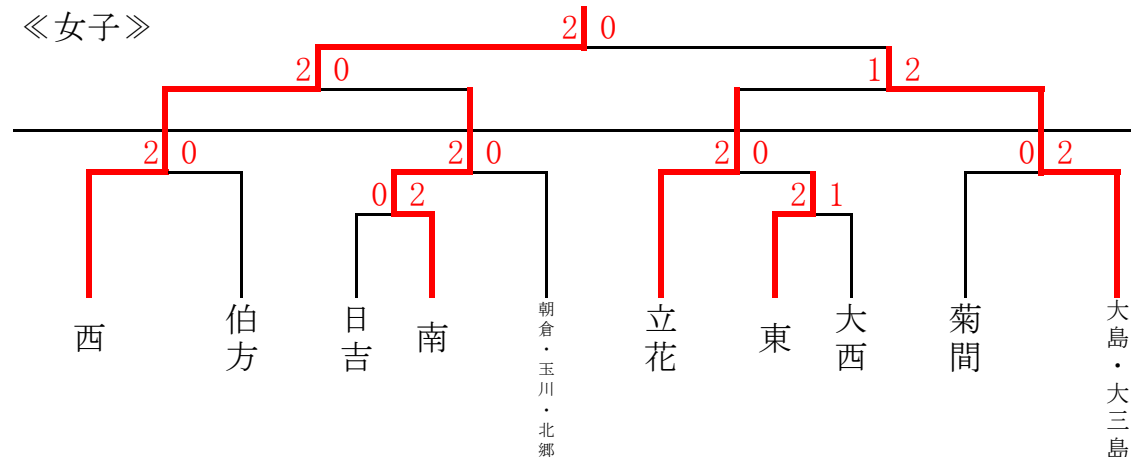 ≪女子≫
2 0
2 0
1 2
2 0
2 0
2 0
0 2
0 2
2 1
西
伯方
日吉
南
朝倉・玉川・北郷
立花
東
大西
菊間
大島・大三島